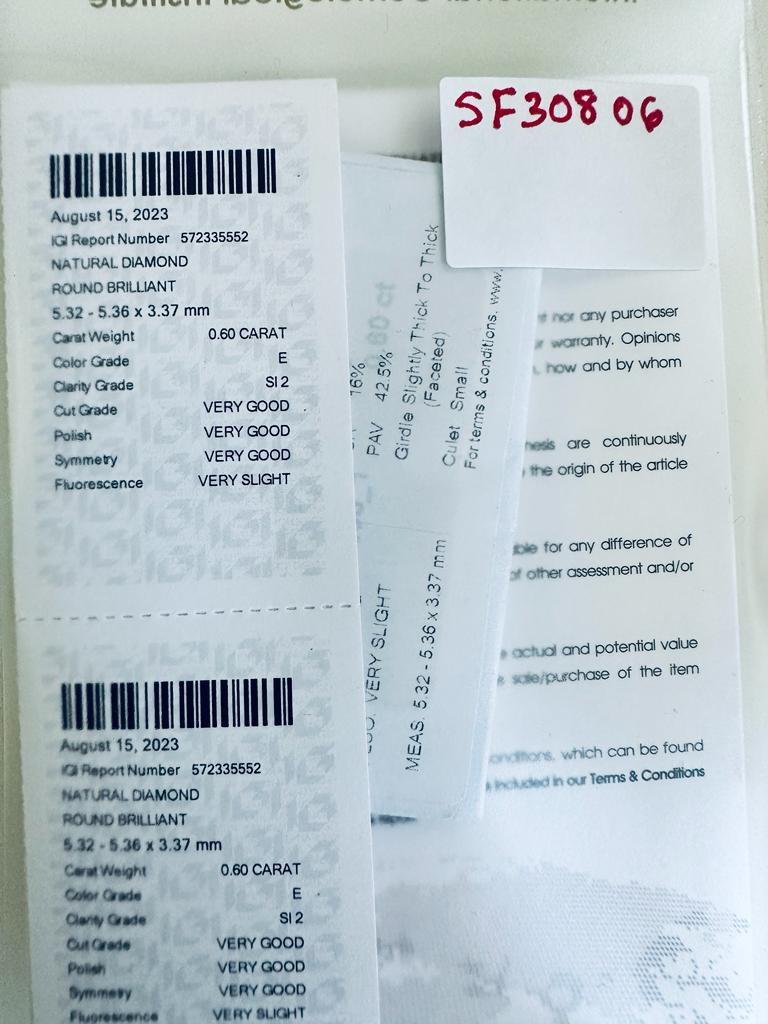 SF30806
August 15, 2023
IGI Report Number 572335552
NATURAL DIAMOND
ROUND BRILLIANT
5.32 - 5.36 x 3.37 mm
Carat Weight 0.60 CARAT
Color Grade E
Clarity Grade SI 2
Cut Grade VERY GOOD
Polish VERY GOOD
Symmetry VERY GOOD
Fluorescence VERY SLIGHT
August 15, 2023
IGI Report Number 572335552
NATURAL DIAMOND
ROUND BRILLIANT
5.32 - 5.36 x 3.37 mm
Carat Weight 0.60 CARAT
Color Grade E
Clarity Grade SI 2
Cut Grade VERY GOOD
Polish VERY GOOD
Symmetry VERY GOOD
Fluorescence VERY SLIGHT
16%
PAV 42.5%
Girdle Slightly Thick To Thick
(Faceted)
Culet Small
For terms & conditions, www.
VERY SLIGHT
MEAS. 5.32 - 5.36 x 3.37 mm
nor any purchaser
warranty. Opinions
how and by whom
are continuously
the origin of the article
for any difference of
of other assessment and/or
actual and potential value
sale/purchase of the item
which can be found
included in our Terms & Conditions